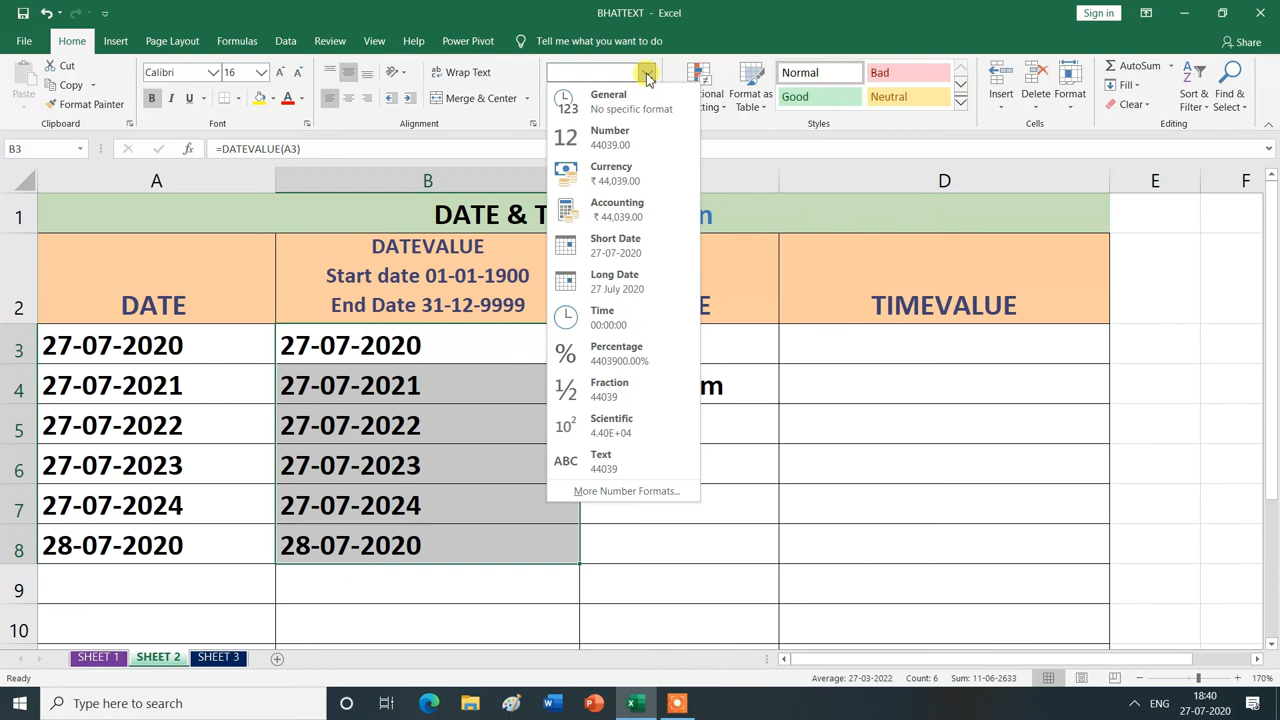 BHATTEXT - Excel
Sign in
File Home Insert Page Layout Formulas Data Review View Help Power Pivot Tell me what you want to do Share
Paste
Cut
Copy
Format Painter
Clipboard
Calibri 16
B I U
Font
Wrap Text
Merge & Center
Alignment
Format as Table
Normal Bad
Good Neutral
Styles
Insert Delete Format
Cells
AutoSum
Fill
Clear
Sort & Filter
Find & Select
Editing
B3 fx =DATEVALUE(A3)
General
No specific format
Number
44039.00
Currency
₹ 44,039.00
Accounting
₹ 44,039.00
Short Date
27-07-2020
Long Date
27 July 2020
Time
00:00:00
Percentage
4403900.00%
Fraction
44039
Scientific
4.40E+04
Text
44039
More Number Formats...
A B D E F
1 DATE & T n
2 DATE
DATEVALUE
Start date 01-01-1900
End Date 31-12-9999
E
TIMEVALUE
3 27-07-2020 27-07-2020
4 27-07-2021 27-07-2021 m
5 27-07-2022 27-07-2022
6 27-07-2023 27-07-2023
7 27-07-2024 27-07-2024
8 28-07-2020 28-07-2020
9
10
SHEET 1 SHEET 2 SHEET 3
Ready Average: 27-03-2022 Count: 6 Sum: 11-06-2633 170%
Type here to search
ENG
18:40
27-07-2020